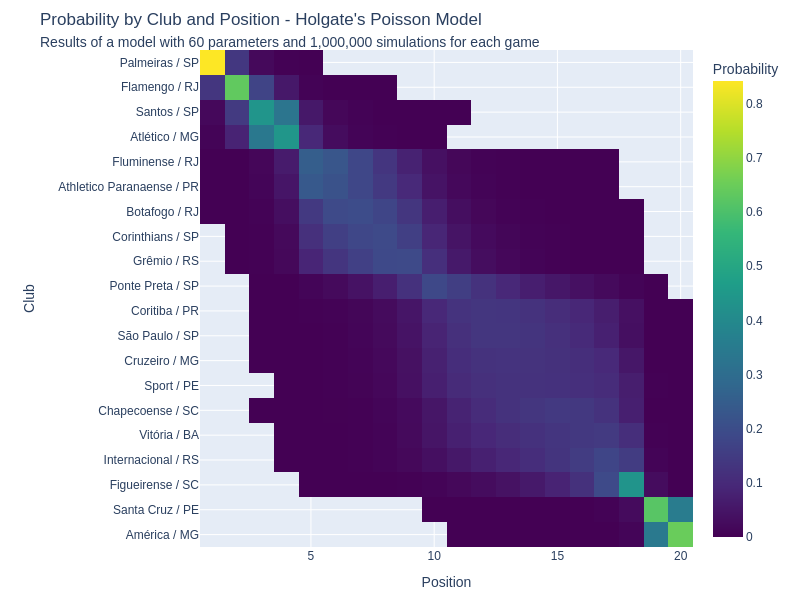 Probability by Club and Position - Holgate's Poisson Model
Results of a model with 60 parameters and 1,000,000 simulations for each game
Probability
Palmeiras / SP
Flamengo / RJ
Santos / SP
Atlético / MG
Fluminense / RJ
Athletico Paranaense / PR
Botafogo / RJ
Corinthians / SP
Grêmio / RS
Ponte Preta / SP
Coritiba / PR
São Paulo / SP
Cruzeiro / MG
Sport / PE
Chapecoense / SC
Vitória / BA
Internacional / RS
Figueirense / SC
Santa Cruz / PE
América / MG
Club
5 10 15 20
Position
0.8
0.7
0.6
0.5
0.4
0.3
0.2
0.1
0